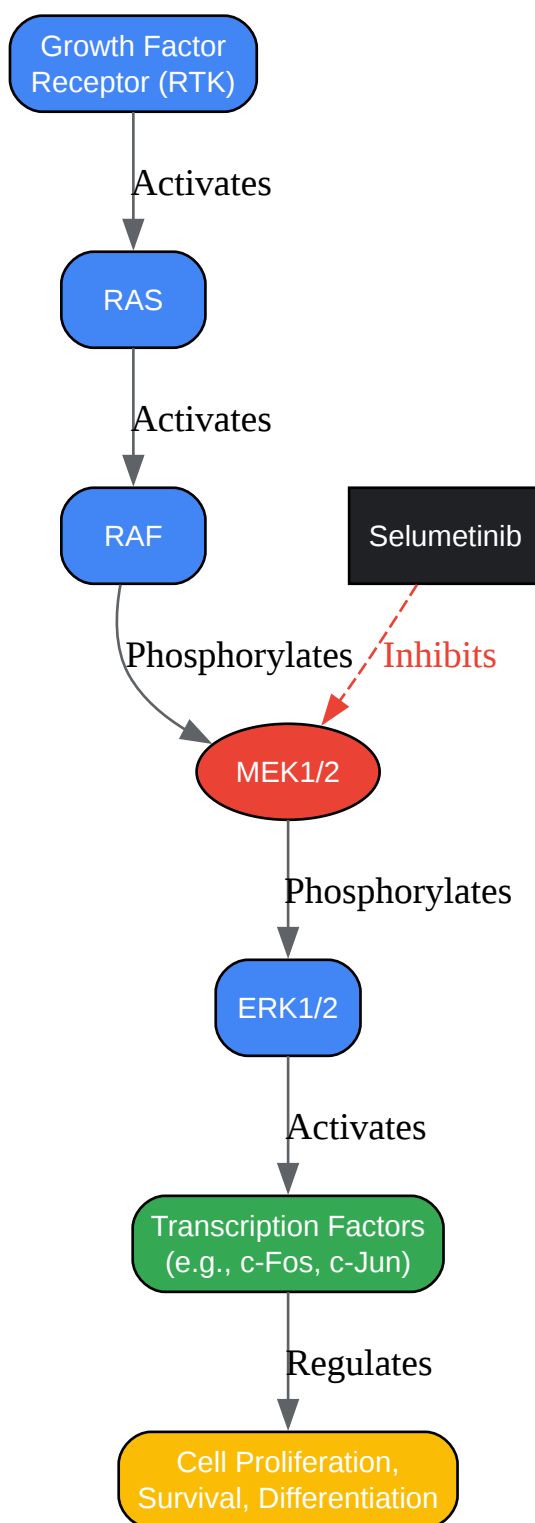 Growth Factor
Receptor (RTK)
Activates
RAS
Activates
RAF
Selumetinib
Phosphorylates
Inhibits
MEK1/2
Phosphorylates
ERK1/2
Activates
Transcription Factors
(e.g., c-Fos, c-Jun)
Regulates
Cell Proliferation,
Survival, Differentiation